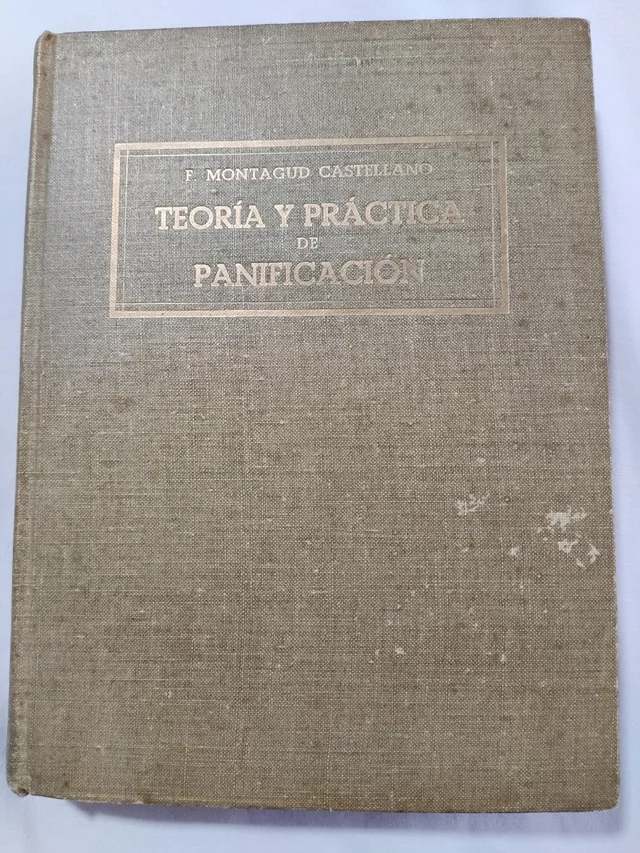 F. MONTAGUD CASTELLANO
TEORÍA Y PRÁCTICA
DE
PANIFICACIÓN